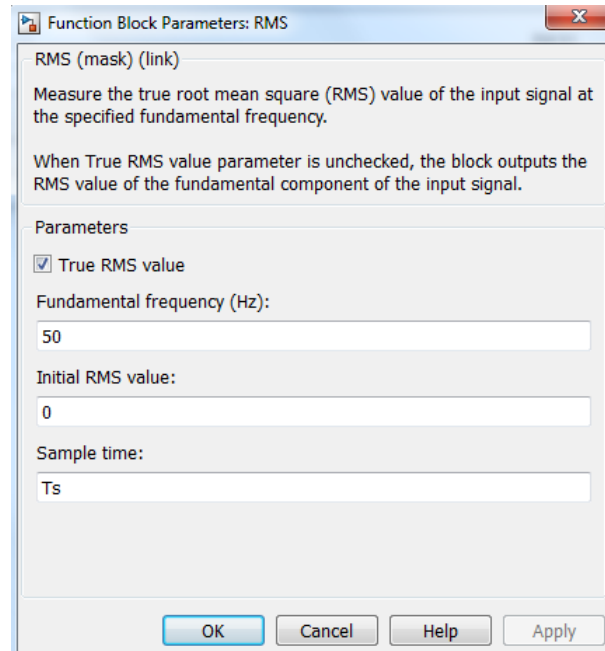 Function Block Parameters: RMS
RMS (mask) (link)
Measure the true root mean square (RMS) value of the input signal at
the specified fundamental frequency.
When True RMS value parameter is unchecked, the block outputs the
RMS value of the fundamental component of the input signal.
Parameters
True RMS value
Fundamental frequency (Hz):
50
Initial RMS value:
0
Sample time:
Ts
OK Cancel Help Apply